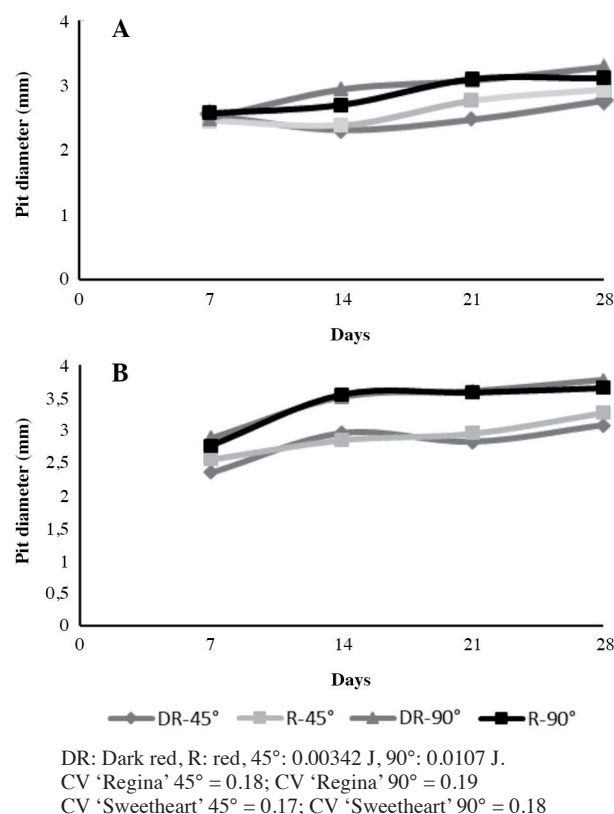 A
Pit diameter (mm)
4
3
2
1
0
0 7 14 21 28
Days
B
Pit diameter (mm)
4
3,5
3
2,5
2
1,5
1
0,5
0
0 7 14 21 28
Days
DR-45° R-45° DR-90° R-90°
DR: Dark red, R: red, 45°: 0.00342 J, 90°: 0.0107 J.
CV ‘Regina’ 45° = 0.18; CV ‘Regina’ 90° = 0.19
CV ‘Sweetheart’ 45° = 0.17; CV ‘Sweetheart’ 90° = 0.18